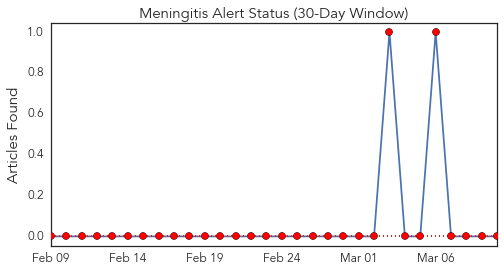 Meningitis Alert Status (30-Day Window)
1.0
0.8
0.6
0.4
0.2
0.0
Articles Found
Feb 09 Feb 14 Feb 19 Feb 24 Mar 01 Mar 06